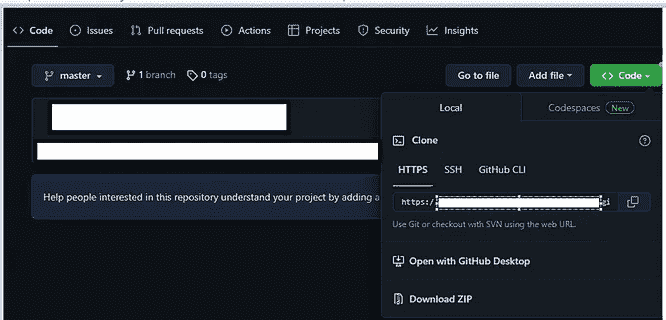 Code Issues Pull requests Actions Projects Security Insights
master 1 branch 0 tags Go to file Add file Code
Local Codespaces New
Clone
HTTPS SSH GitHub CLI
https:/ gi
Help people interested in this repository understand your project by adding a
Use Git or checkout with SVN using the web URL.
Open with GitHub Desktop
Download ZIP